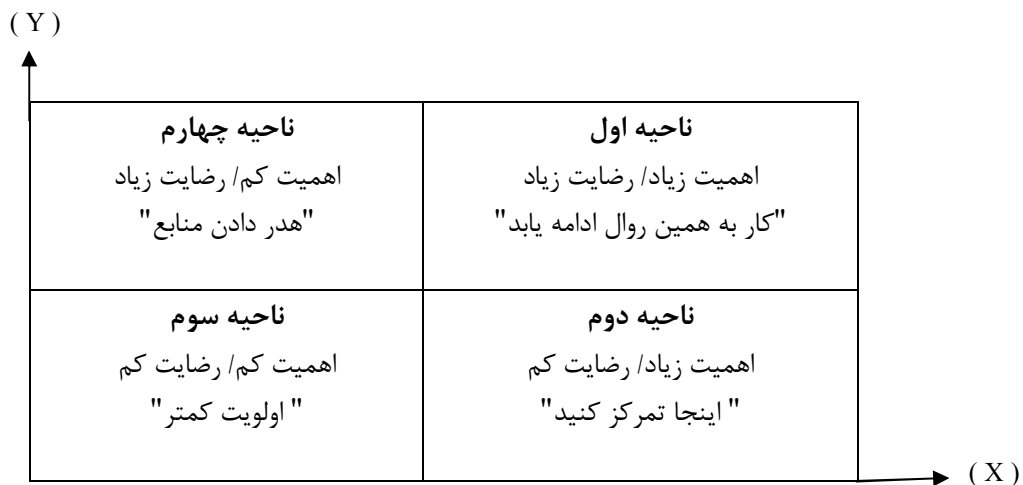 ( Y )
ناحیه اول
اهمیت زیاد/ رضایت زیاد
"کار به همین روال ادامه یابد"
ناحیه چهارم
اهمیت کم/ رضایت زیاد
"هدر دادن منابع"
ناحیه دوم
اهمیت زیاد/ رضایت کم
" اینجا تمرکز کنید"
ناحیه سوم
اهمیت کم/ رضایت کم
" اولویت کمتر"
( X )